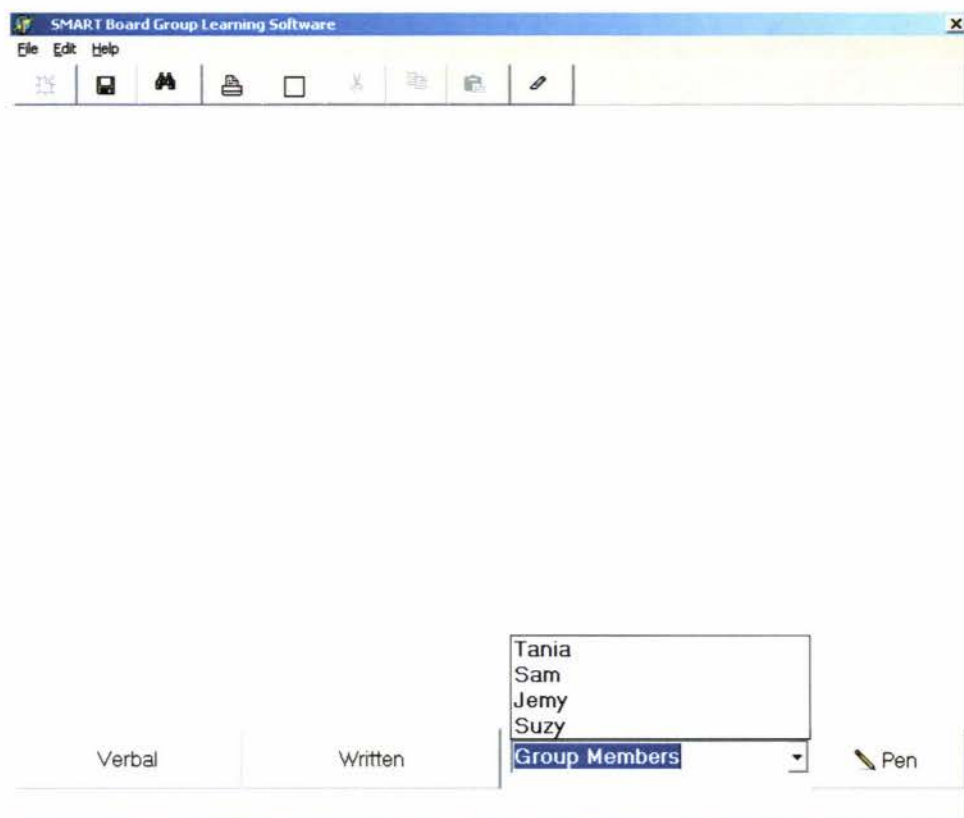 SMART Board Group Learning Software
File Edit Help
Tania
Sam
Jemy
Suzy
Verbal Written Group Members Pen